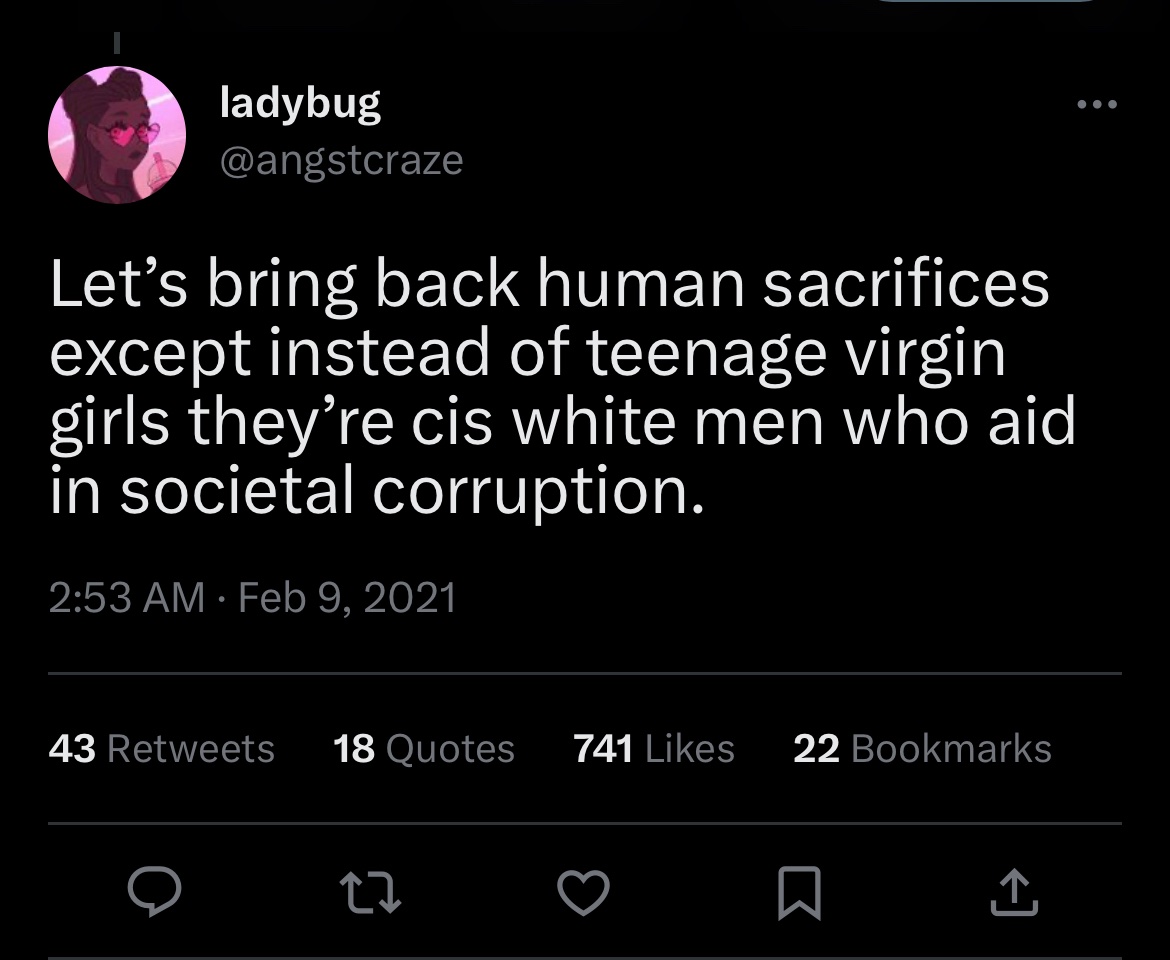 ladybug
@angstcraze
Let’s bring back human sacrifices
except instead of teenage virgin
girls they’re cis white men who aid
in societal corruption.
2:53 AM · Feb 9, 2021
43 Retweets 18 Quotes 741 Likes 22 Bookmarks